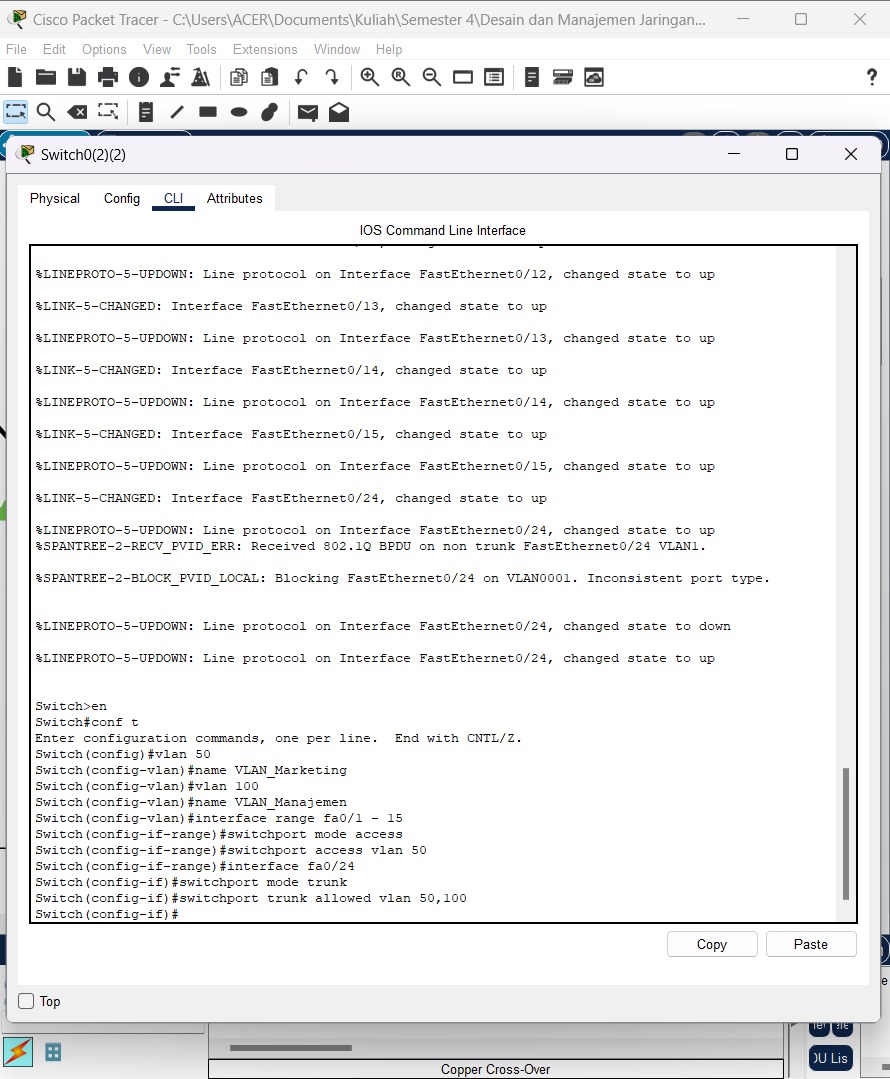 Cisco Packet Tracer - C:\Users\ACER\Documents\Kuliah\Semester 4\Desain dan Manajemen Jaringan...
File Edit Options View Tools Extensions Window Help
?
Switch0(2)(2)
Physical Config CLI Attributes
IOS Command Line Interface
%LINEPROTO-5-UPDOWN: Line protocol on Interface FastEthernet0/12, changed state to up
%LINK-5-CHANGED: Interface FastEthernet0/13, changed state to up
%LINEPROTO-5-UPDOWN: Line protocol on Interface FastEthernet0/13, changed state to up
%LINK-5-CHANGED: Interface FastEthernet0/14, changed state to up
%LINEPROTO-5-UPDOWN: Line protocol on Interface FastEthernet0/14, changed state to up
%LINK-5-CHANGED: Interface FastEthernet0/15, changed state to up
%LINEPROTO-5-UPDOWN: Line protocol on Interface FastEthernet0/15, changed state to up
%LINK-5-CHANGED: Interface FastEthernet0/24, changed state to up
%LINEPROTO-5-UPDOWN: Line protocol on Interface FastEthernet0/24, changed state to up
%SPANTREE-2-RECV_PVID_ERR: Received 802.1Q BPDU on non trunk FastEthernet0/24 VLAN1.
%SPANTREE-2-BLOCK_PVID_LOCAL: Blocking FastEthernet0/24 on VLAN0001. Inconsistent port type.
%LINEPROTO-5-UPDOWN: Line protocol on Interface FastEthernet0/24, changed state to down
%LINEPROTO-5-UPDOWN: Line protocol on Interface FastEthernet0/24, changed state to up
Switch>en
Switch#conf t
Enter configuration commands, one per line. End with CNTL/Z.
Switch(config)#vlan 50
Switch(config-vlan)#name VLAN_Marketing
Switch(config-vlan)#vlan 100
Switch(config-vlan)#name VLAN_Manajemen
Switch(config-vlan)#interface range fa0/1 - 15
Switch(config-if-range)#switchport mode access
Switch(config-if-range)#switchport access vlan 50
Switch(config-if-range)#interface fa0/24
Switch(config-if)#switchport mode trunk
Switch(config-if)#switchport trunk allowed vlan 50,100
Switch(config-if)#
Copy Paste
Top
Copper Cross-Over